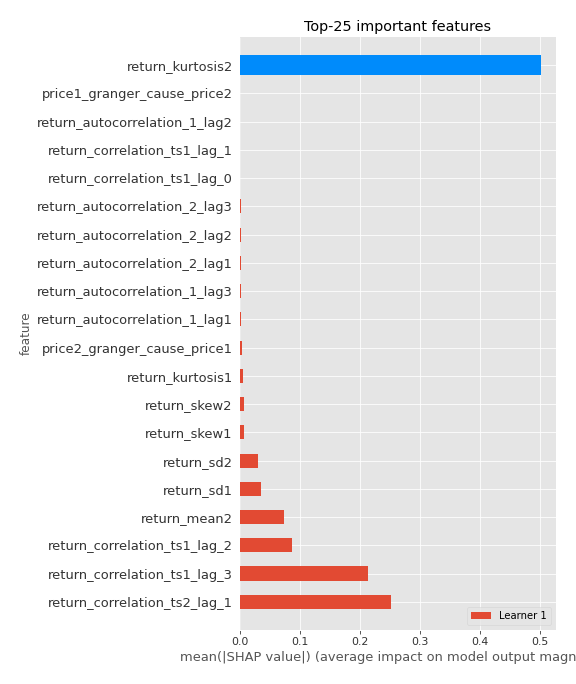 Top-25 important features
return_kurtosis2
price1_granger_cause_price2
return_autocorrelation_1_lag2
return_correlation_ts1_lag_1
return_correlation_ts1_lag_0
return_autocorrelation_2_lag3
return_autocorrelation_2_lag2
return_autocorrelation_2_lag1
return_autocorrelation_1_lag3
return_autocorrelation_1_lag1
price2_granger_cause_price1
return_kurtosis1
return_skew2
return_skew1
return_sd2
return_sd1
return_mean2
return_correlation_ts1_lag_2
return_correlation_ts1_lag_3
return_correlation_ts2_lag_1
feature
Learner 1
0.0 0.1 0.2 0.3 0.4 0.5
mean(|SHAP value|) (average impact on model output magn